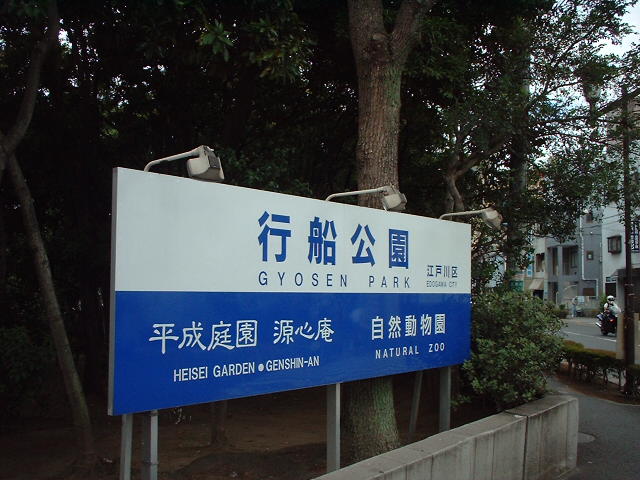 行船公園
GYOSEN PARK
江戸川区
EDOGAWA CITY
平成庭園 源心庵
HEISEI GARDEN ● GENSHIN-AN
自然動物園
NATURAL ZOO